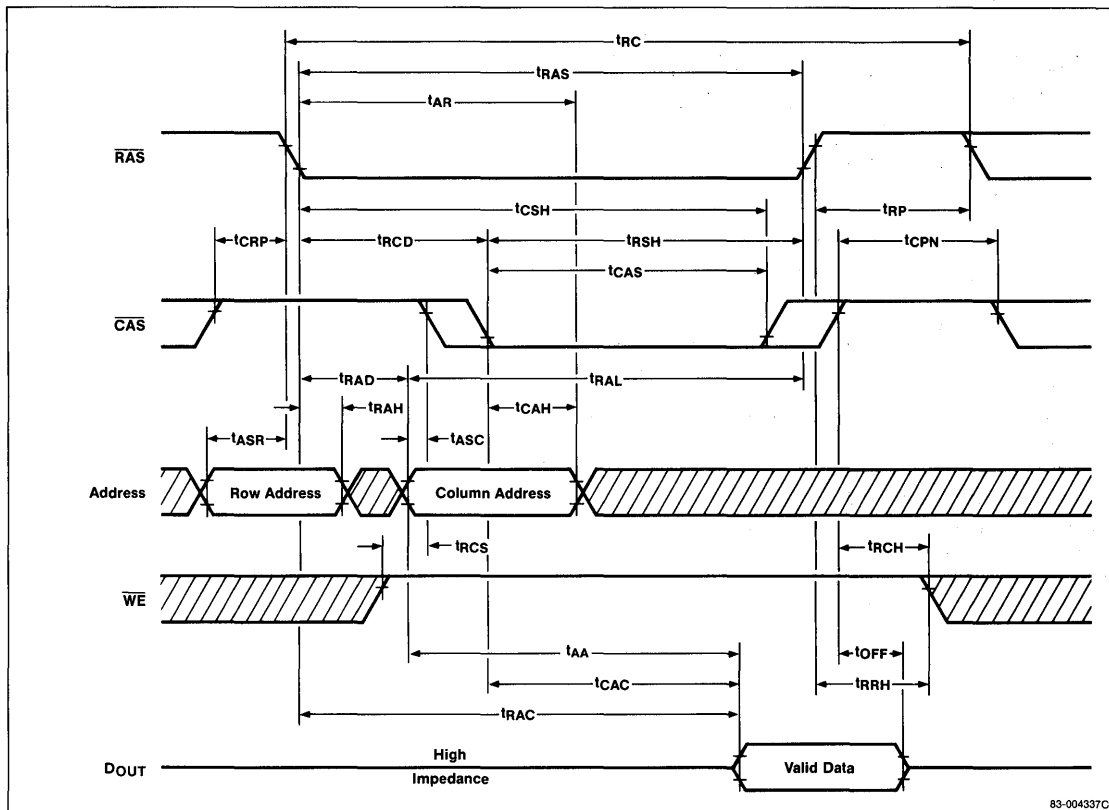 tRC
tRAS
tAR
RAS
tCSH
tRP
tCRP
tRCD
tRSH
tCPN
tCAS
CAS
tRAD
tRAL
tRAH
tCAH
tASR
tASC
Address
Row Address
Column Address
tRCS
tRCH
WE
tAA
tOFF
tCAC
tRRH
tRAC
DOUT
High
Impedance
Valid Data
83-004337C